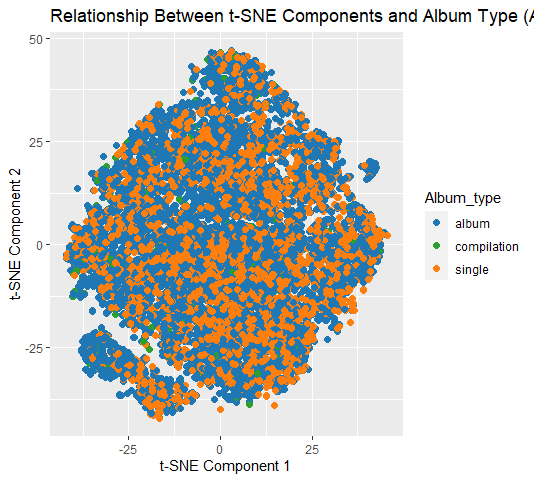 Relationship Between t-SNE Components and Album Type (A
50
25
0
-25
t-SNE Component 2
-25
0
25
t-SNE Component 1
Album_type
album
compilation
single